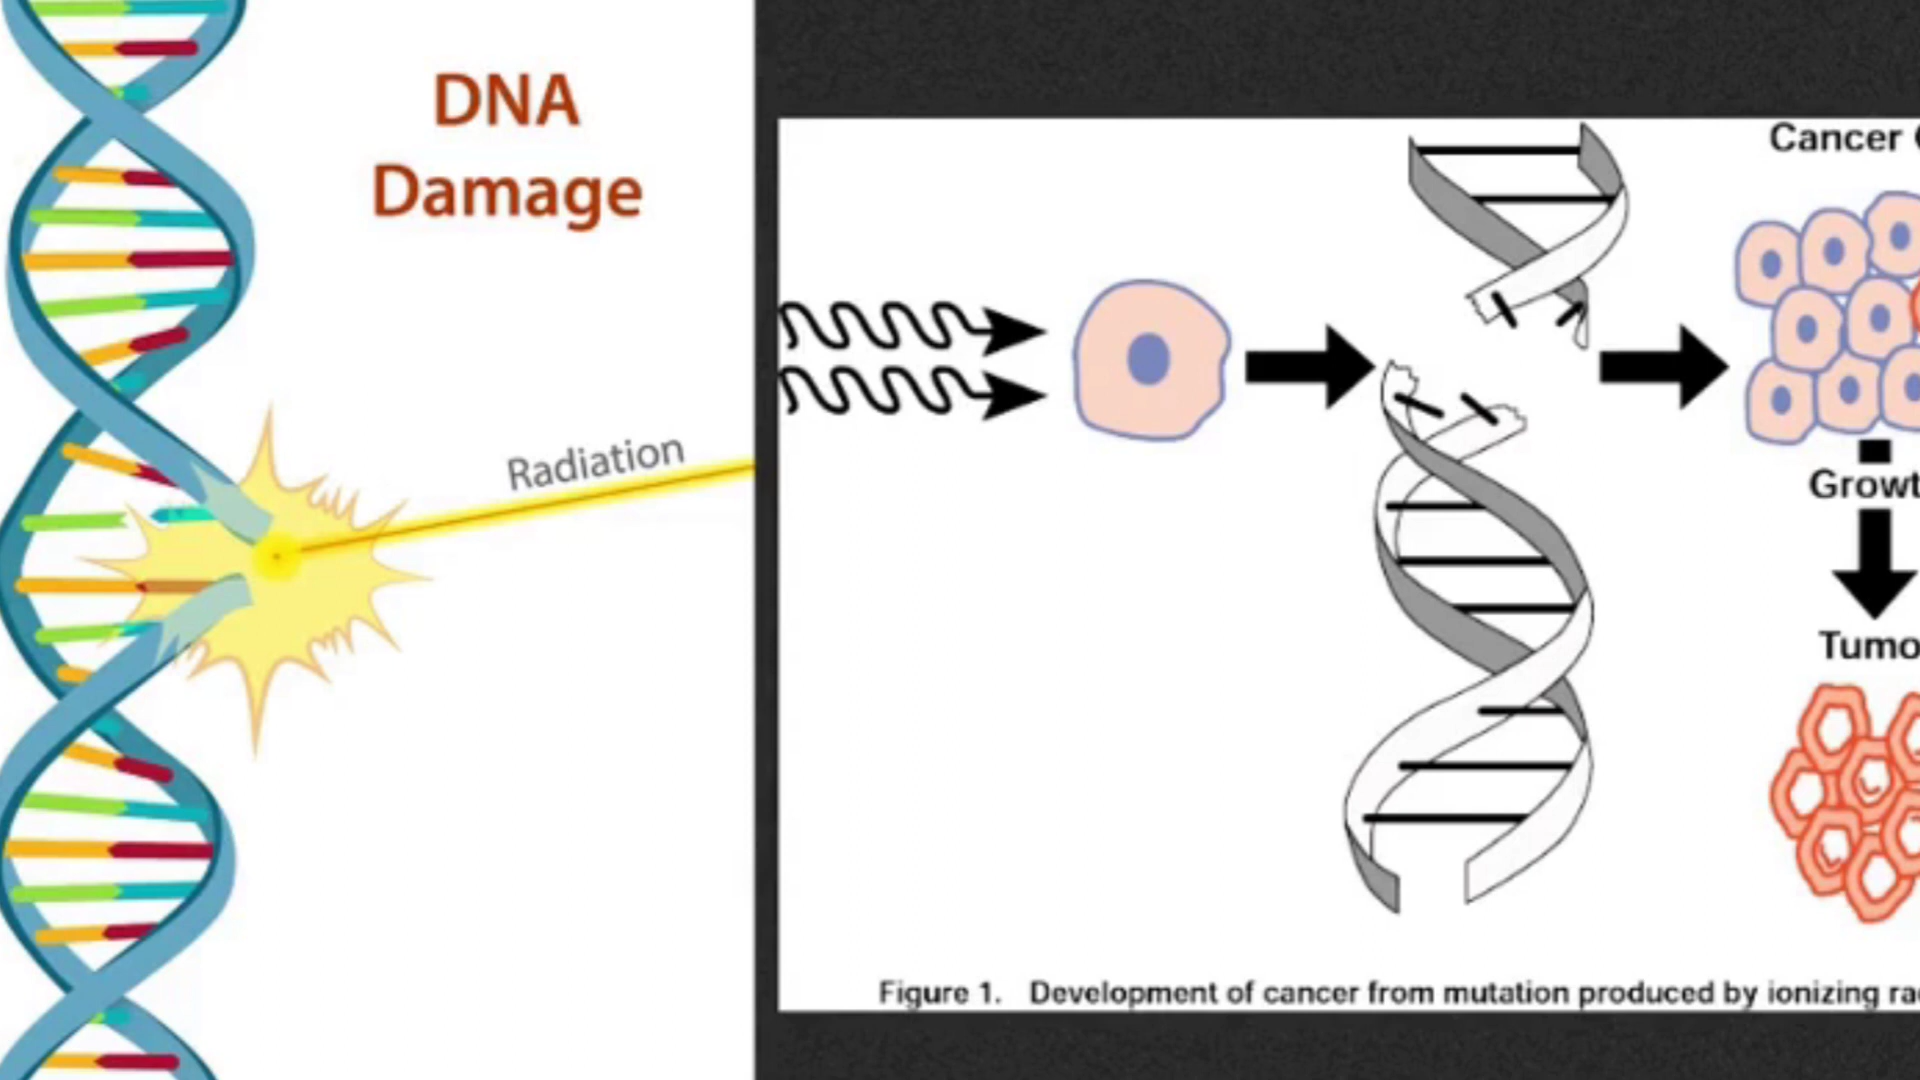 DNA
Damage
Radiation
Cancer
Growt
Tumo
Figure 1. Development of cancer from mutation produced by ionizing ra